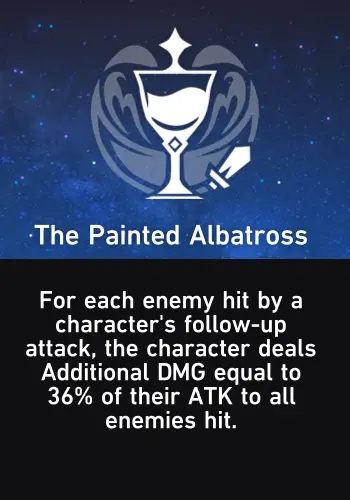 The Painted Albatross
For each enemy hit by a
character's follow-up
attack, the character deals
Additional DMG equal to
36% of their ATK to all
enemies hit.